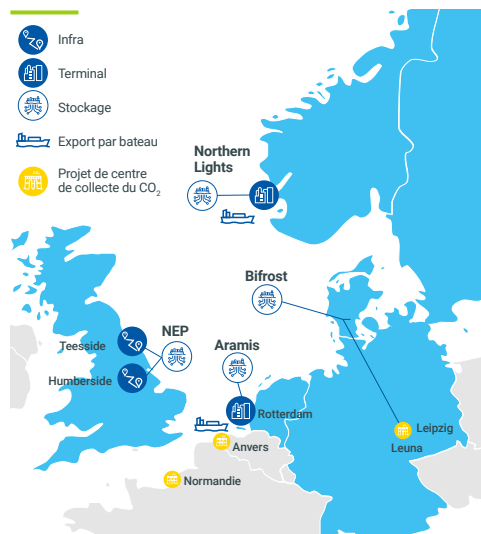 Infra
Terminal
Stockage
Export par bateau
Projet de centre
de collecte du CO₂
Northern
Lights
Bifrost
NEP
Teesside
Aramis
Humberside
Rotterdam
Leipzig
Anvers
Leuna
Normandie